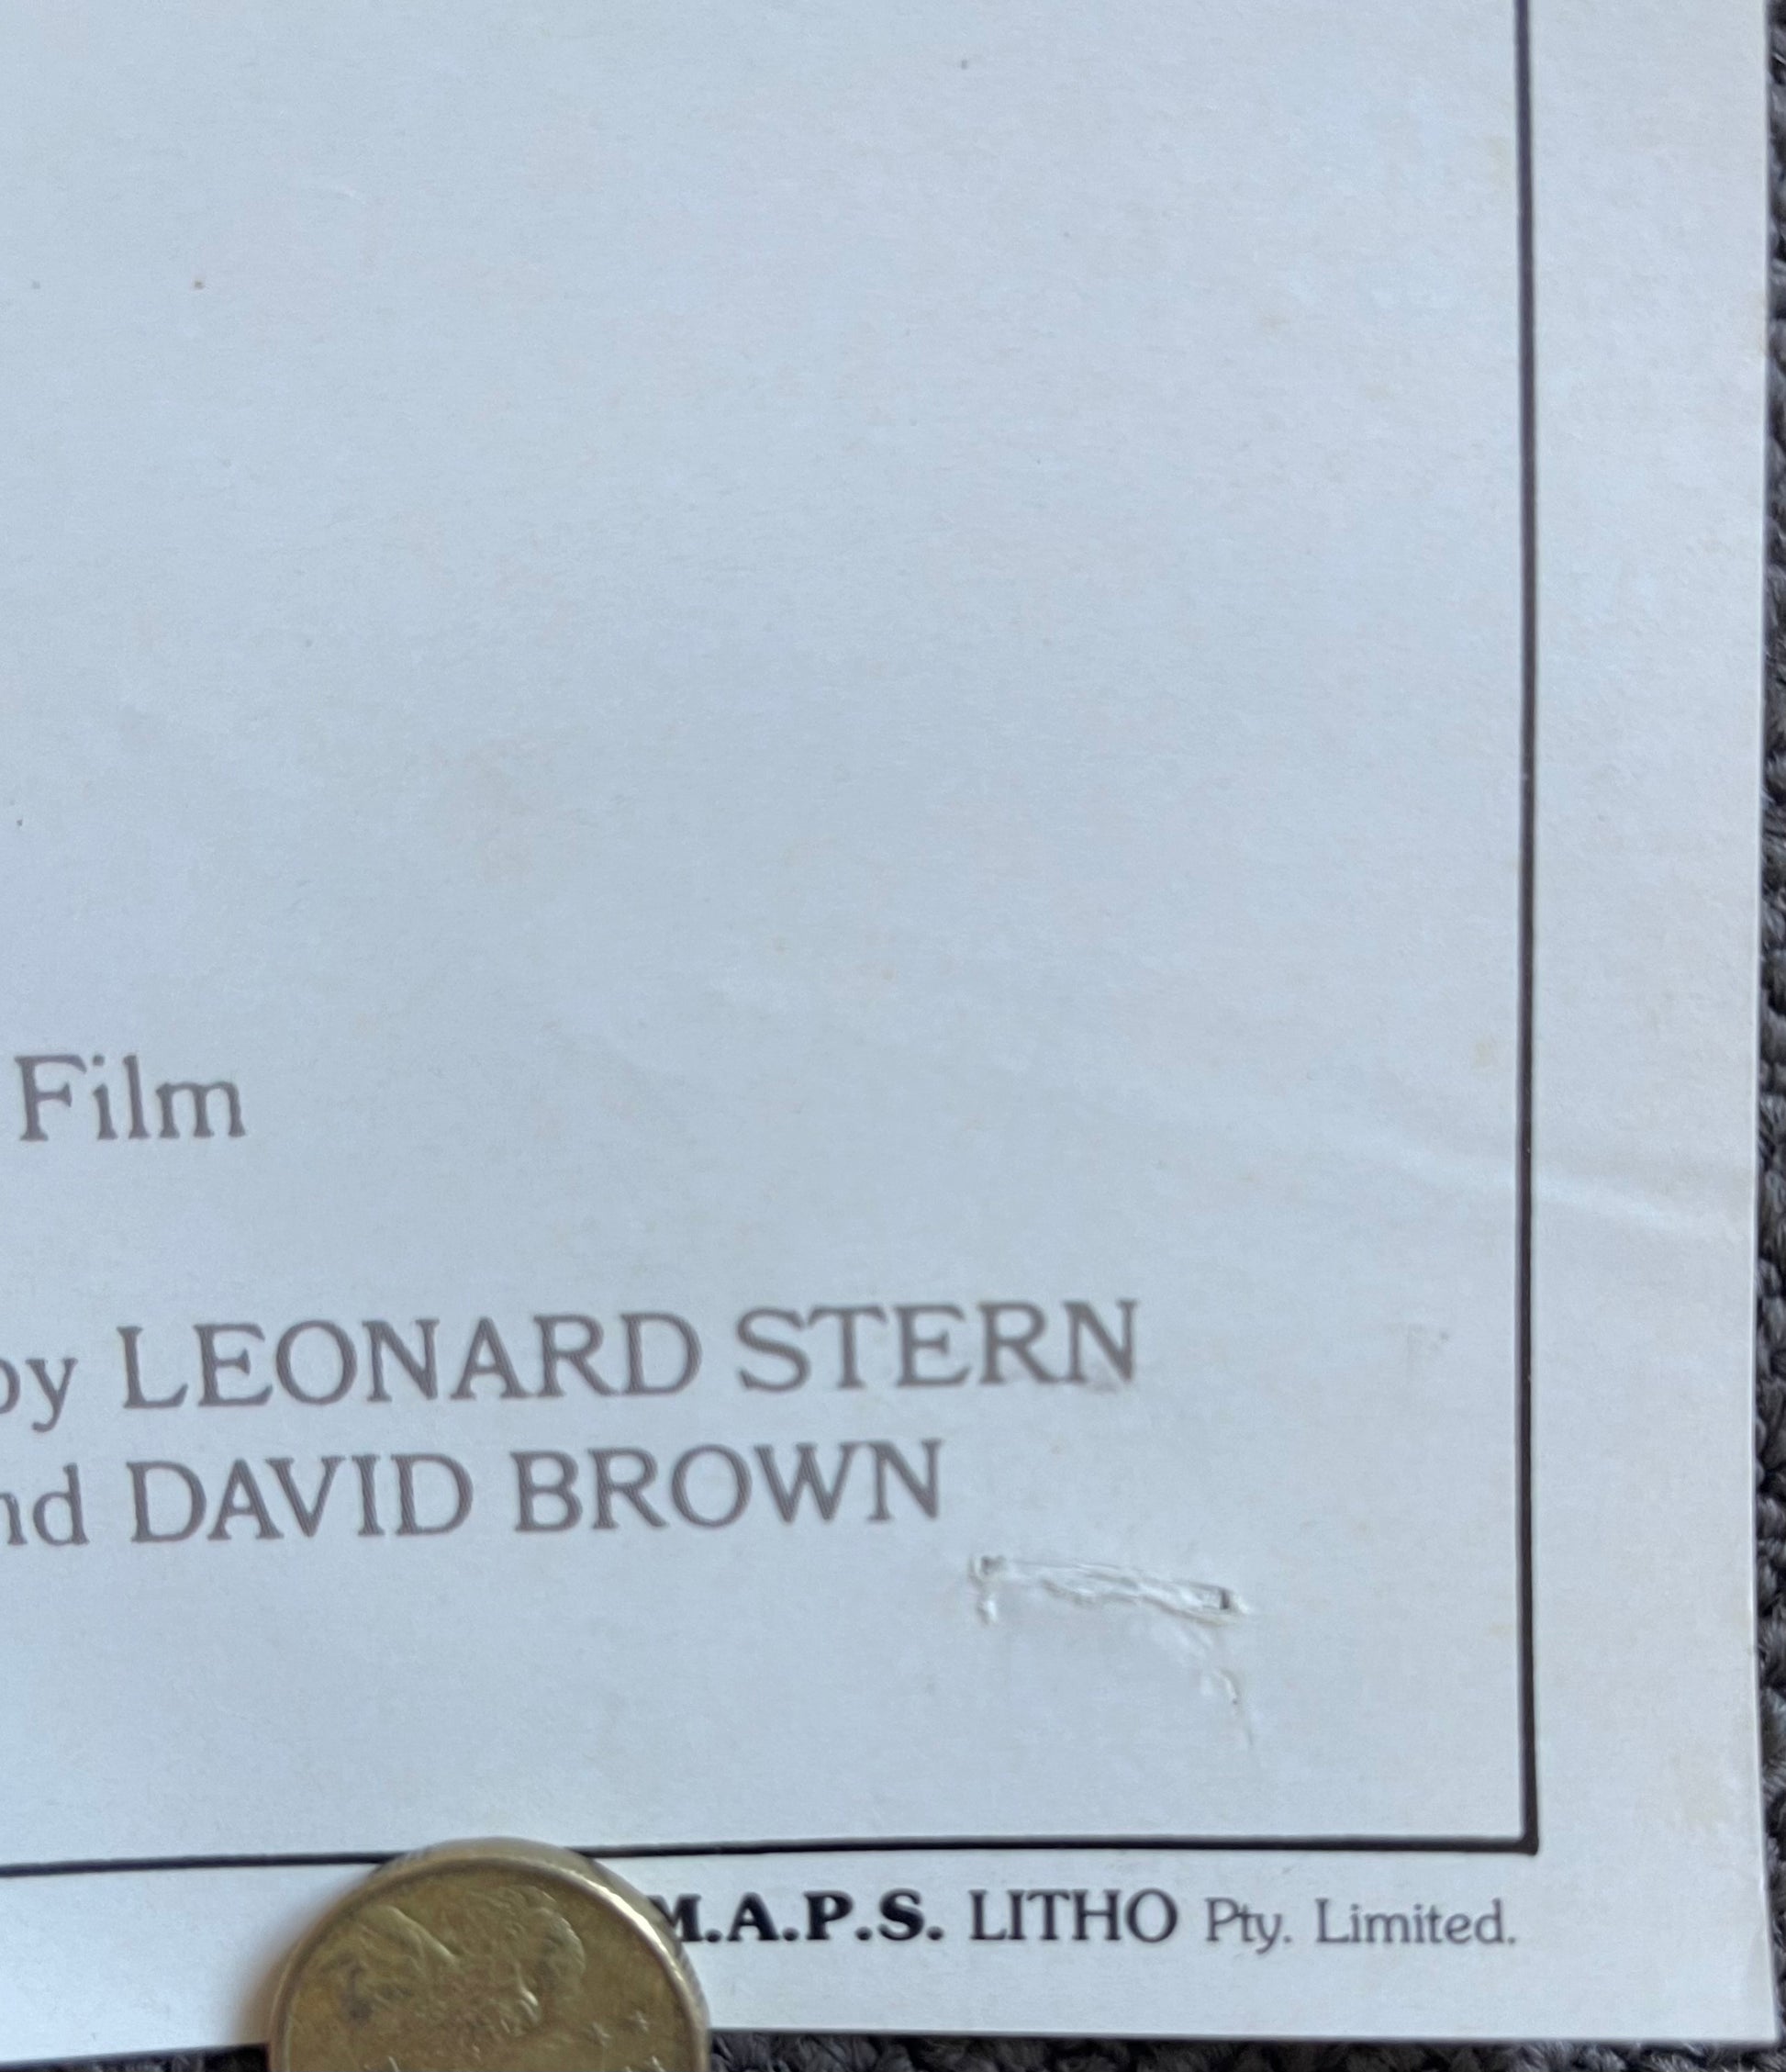 Film
by LEONARD STERN
nd DAVID BROWN
M.A.P.S. LITHO Pty. Limited.